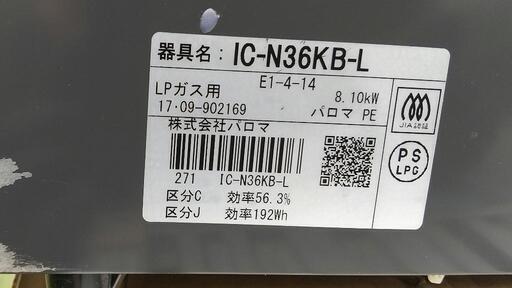 器具名：IC-N36KB-L
E1-4-14
LPガス用 8.10kW
17·09-902169 パロマ PE
株式会社パロマ
JIA認証
PS
LPG
271 IC-N36KB-L
区分C 効率56.3%
区分J 効率192Wh